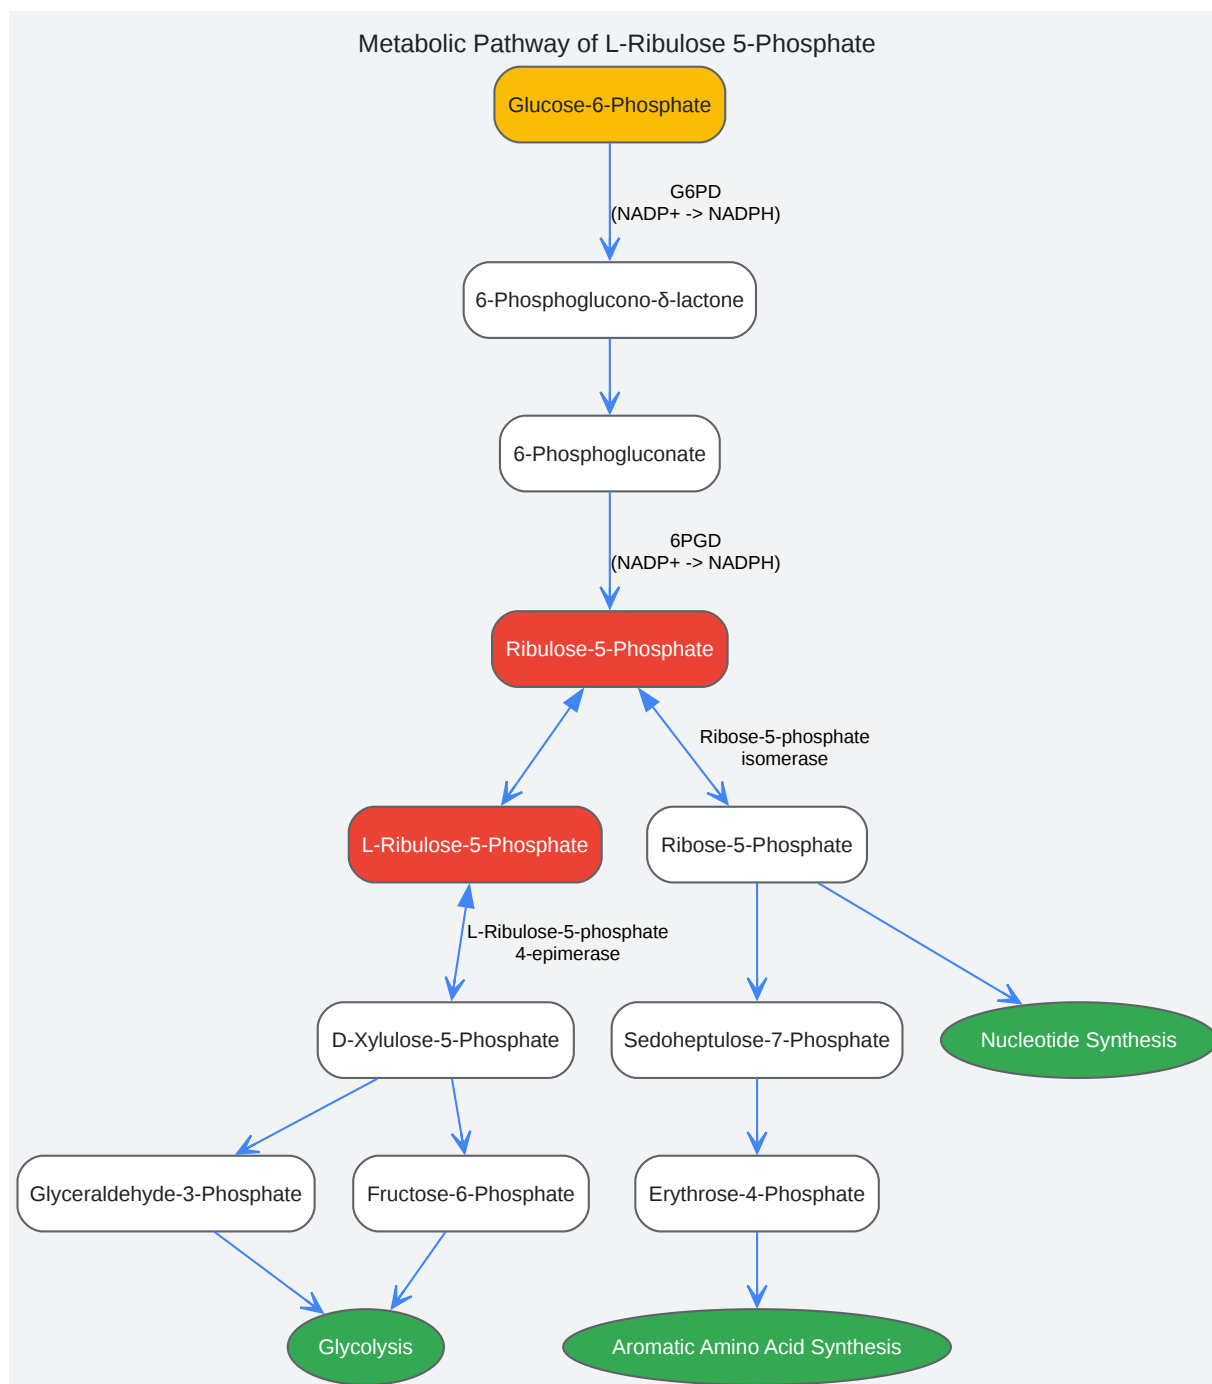 Metabolic Pathway of L-Ribulose 5-Phosphate
Glucose-6-Phosphate
G6PD
(NADP+ -> NADPH)
6-Phosphoglucono-δ-lactone
6-Phosphogluconate
6PGD
(NADP+ -> NADPH)
Ribulose-5-Phosphate
Ribose-5-phosphate
isomerase
L-Ribulose-5-Phosphate
Ribose-5-Phosphate
L-Ribulose-5-phosphate
4-epimerase
D-Xylulose-5-Phosphate
Sedoheptulose-7-Phosphate
Nucleotide Synthesis
Glyceraldehyde-3-Phosphate
Fructose-6-Phosphate
Erythrose-4-Phosphate
Glycolysis
Aromatic Amino Acid Synthesis